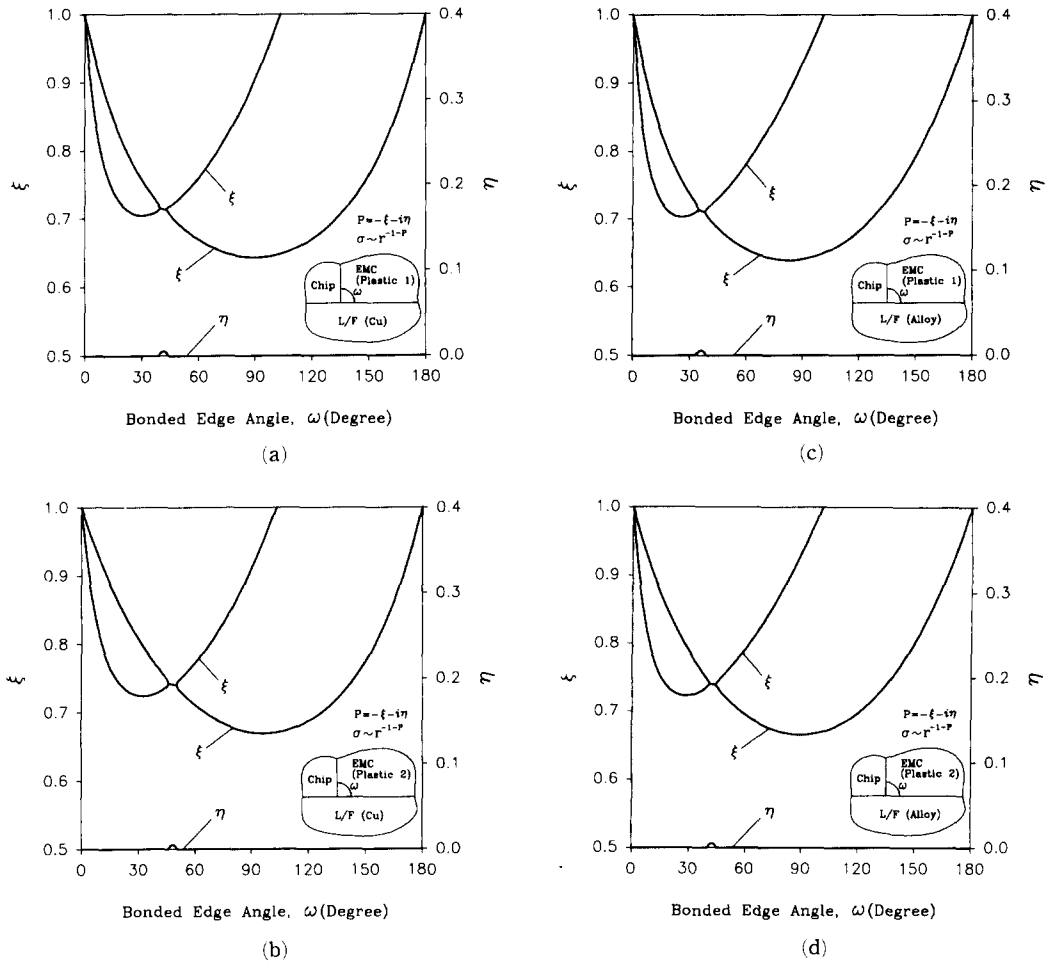 1.0
0.9
0.8
0.7
0.6
0.5
ξ
0.4
0.3
0.2
0.1
0.0
η
ξ
ξ
η
P=-ξ-iη
σ~r^{-1-P}
EMC
(Plastic 1)
Chip
ω
L/F (Cu)
0 30 60 90 120 150 180
Bonded Edge Angle, ω(Degree)
(a)
1.0
0.9
0.8
0.7
0.6
0.5
ξ
0.4
0.3
0.2
0.1
0.0
η
ξ
ξ
η
P=-ξ-iη
σ~r^{-1-P}
EMC
(Plastic 1)
Chip
ω
L/F (Alloy)
0 30 60 90 120 150 180
Bonded Edge Angle, ω(Degree)
(c)
1.0
0.9
0.8
0.7
0.6
0.5
ξ
0.4
0.3
0.2
0.1
0.0
η
ξ
ξ
η
P=-ξ-iη
σ~r^{-1-P}
EMC
(Plastic 2)
Chip
ω
L/F (Cu)
0 30 60 90 120 150 180
Bonded Edge Angle, ω(Degree)
(b)
1.0
0.9
0.8
0.7
0.6
0.5
ξ
0.4
0.3
0.2
0.1
0.0
η
ξ
ξ
η
P=-ξ-iη
σ~r^{-1-P}
EMC
(Plastic 2)
Chip
ω
L/F (Alloy)
0 30 60 90 120 150 180
Bonded Edge Angle, ω(Degree)
(d)